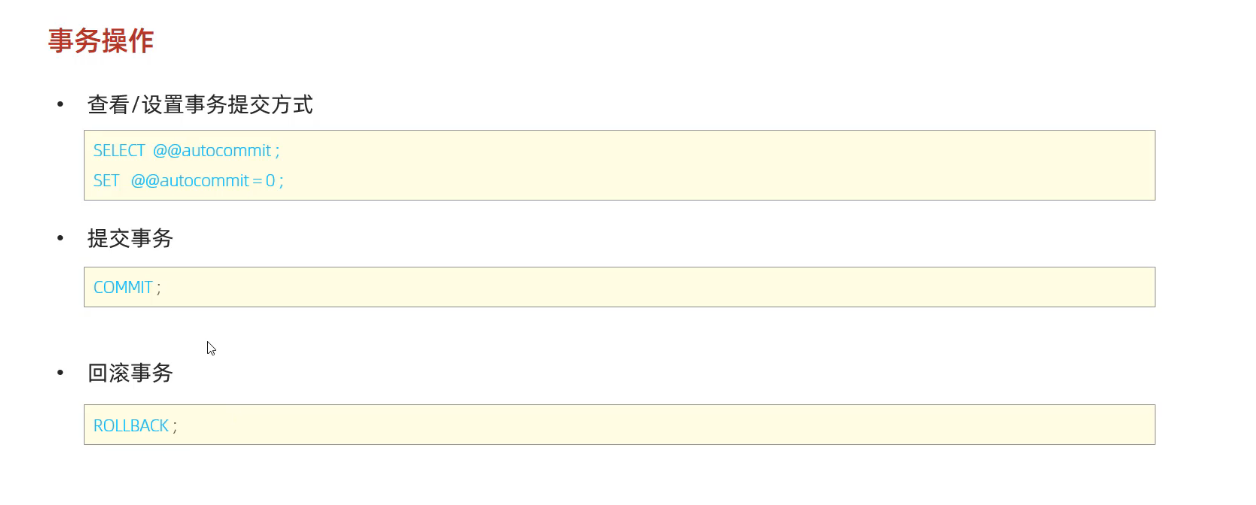 事务操作
• 查看/设置事务提交方式
SELECT @@autocommit ;
SET @@autocommit = 0 ;
• 提交事务
COMMIT ;
• 回滚事务
ROLLBACK ;